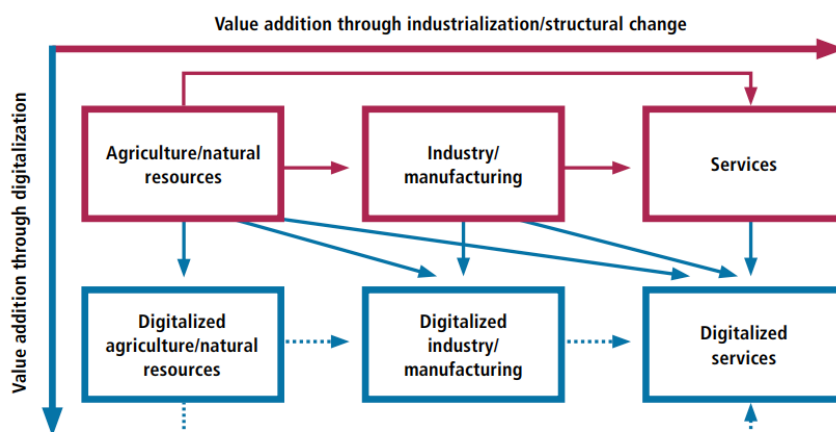 Value addition through industrialization/structural change
Value addition through digitalization
Agriculture/natural
resources
Industry/
manufacturing
Services
Digitalized
agriculture/natural
resources
Digitalized
industry/
manufacturing
Digitalized
services